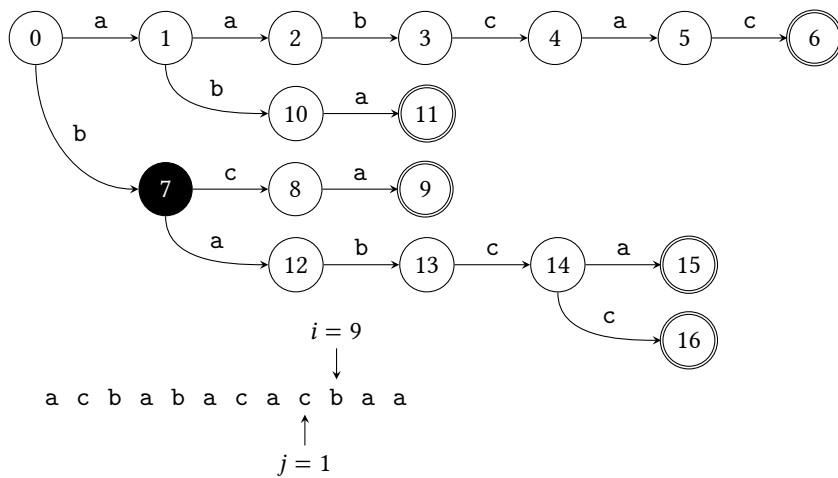 0 a 1 a 2 b 3 c 4 a 5 c 6
b 10 a 11
b
7 c 8 a 9
a 12 b 13 c 14 a 15
c 16
i = 9
a c b a b a c a c b a a
j = 1